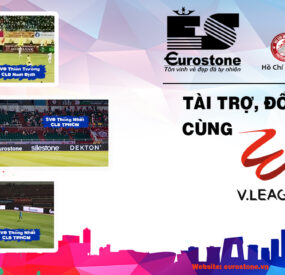 SVĐ Thiên Trường
CLB Nam Định
SVĐ Thống Nhất
CLB TPHCM
eurostone
silestone
DEKTON
SVĐ Thống Nhất
CLB TPHCM
ES
Eurostone
Tôn vinh vẻ đẹp đá tự nhiên
Hồ Chí
TÀI TRỢ, ĐỒ
CÙNG
V.LEAG
Website: eurostone.vn